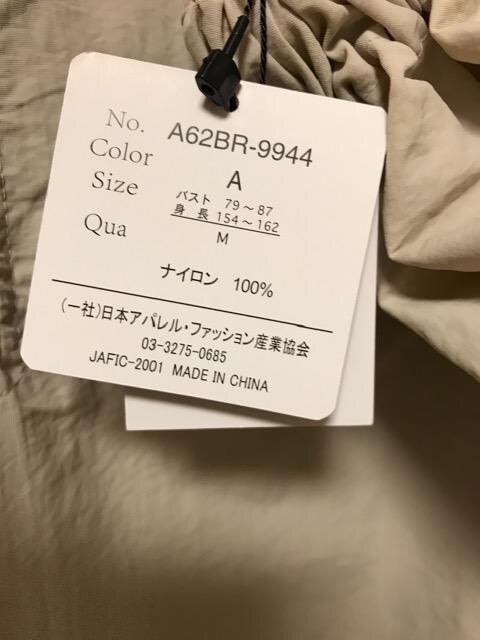 No. A62BR-9944
Color A
Size バスト 79～87
身長 154～162
M
Qua
ナイロン 100%
(一社)日本アパレル・ファッション産業協会
03-3275-0685
JAFIC-2001 MADE IN CHINA